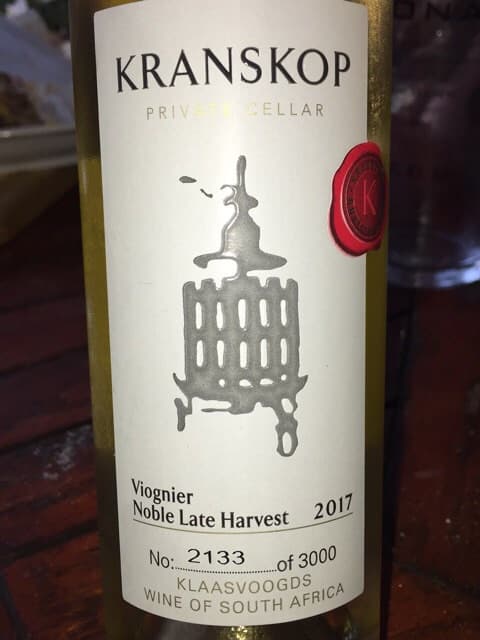 KRANSKOP
PRIVATE CELLAR
K
Viognier
Noble Late Harvest 2017
No: 2133 of 3000
KLAASVOOGDS
WINE OF SOUTH AFRICA